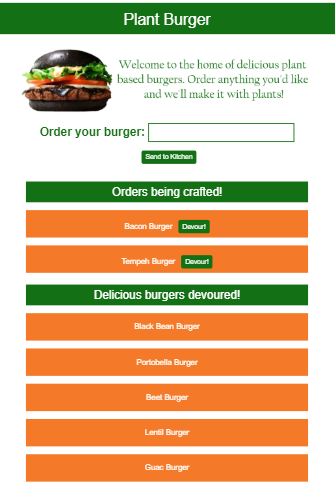 Plant Burger
Welcome to the home of delicious plant
based burgers. Order anything you'd like
and we'll make it with plants!
Order your burger:
Send to Kitchen
Orders being crafted!
Bacon Burger Devour!
Tempeh Burger Devour!
Delicious burgers devoured!
Black Bean Burger
Portobella Burger
Beet Burger
Lentil Burger
Guac Burger